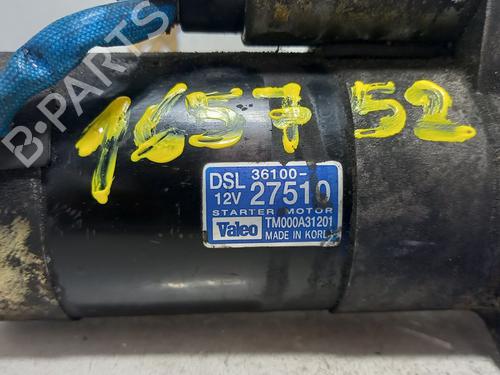 B-PARTS
165752
DSL 36100-
12V 27510
STARTER MOTOR
Valeo TM000A31201
MADE IN KOREA